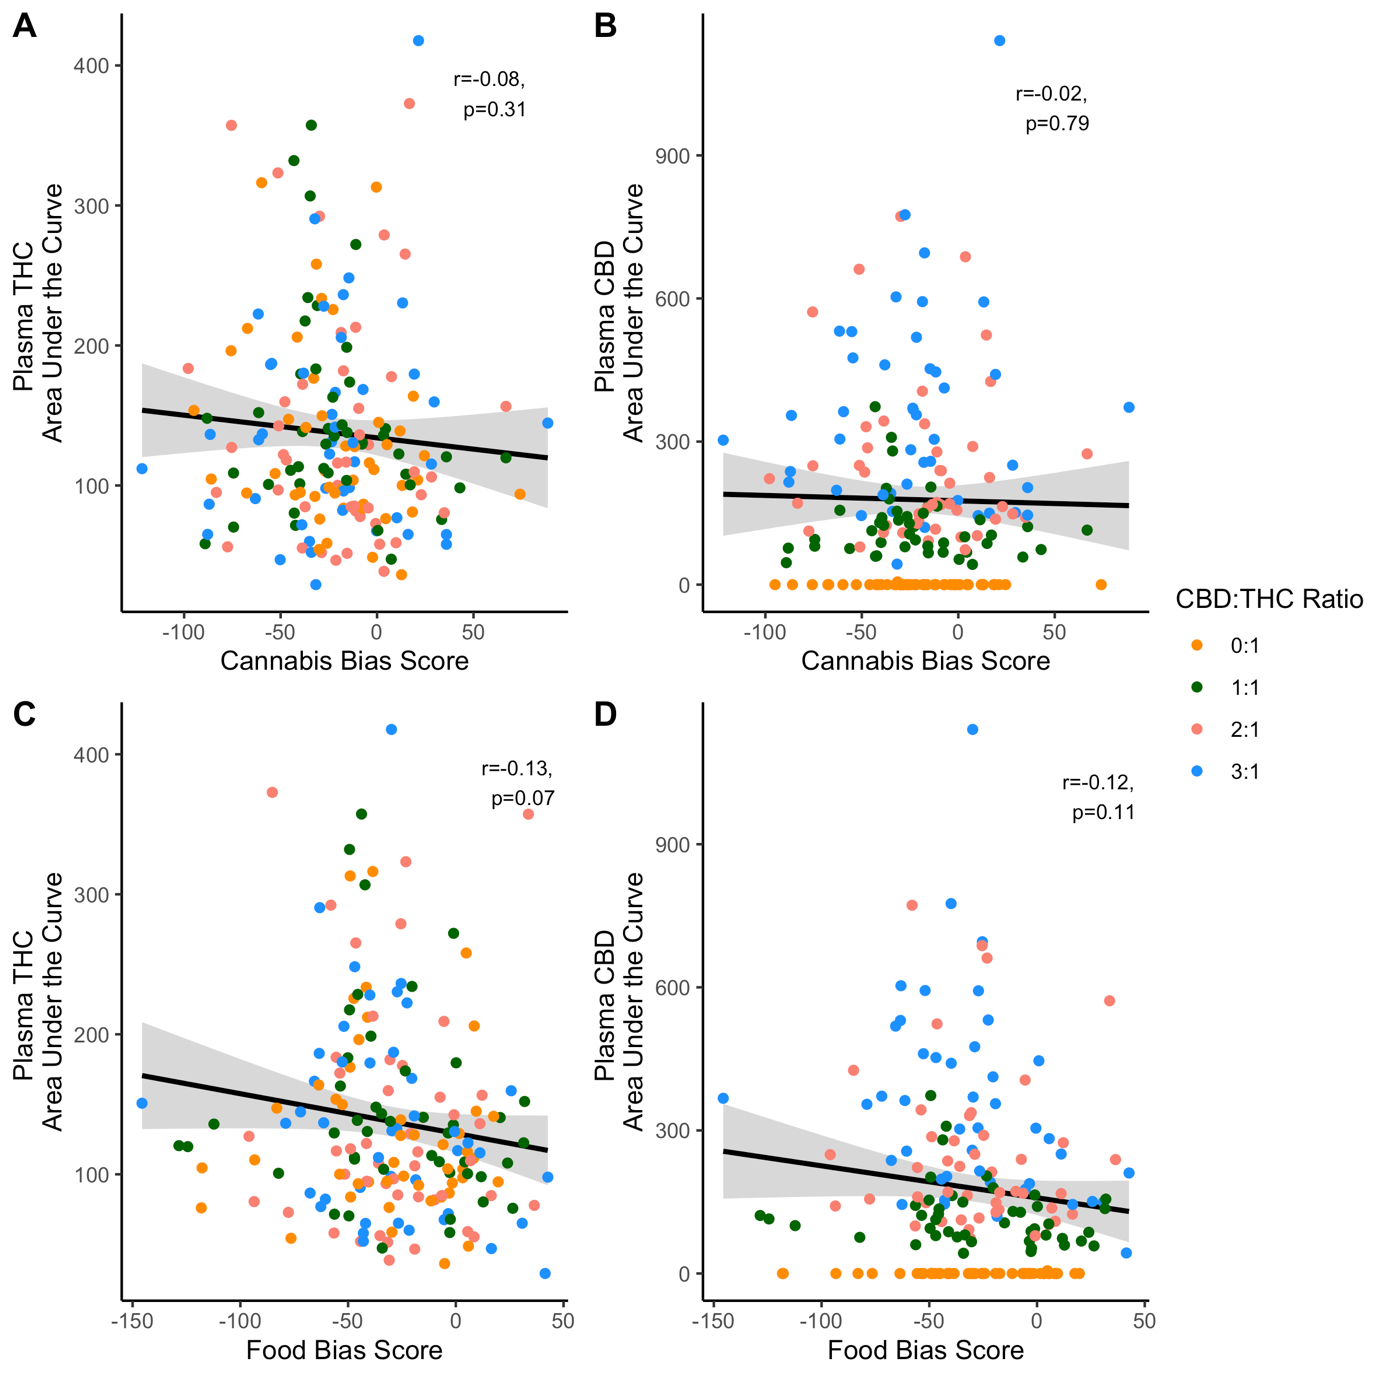 A
Plasma THC
Area Under the Curve
400
300
200
100
r=-0.08,
p=0.31
-100 -50 0 50
Cannabis Bias Score
B
Plasma CBD
Area Under the Curve
900
600
300
0
r=-0.02,
p=0.79
-100 -50 0 50
Cannabis Bias Score
CBD:THC Ratio
0:1
1:1
2:1
3:1
C
Plasma THC
Area Under the Curve
400
300
200
100
r=-0.13,
p=0.07
-150 -100 -50 0 50
Food Bias Score
D
Plasma CBD
Area Under the Curve
900
600
300
0
r=-0.12,
p=0.11
-150 -100 -50 0 50
Food Bias Score